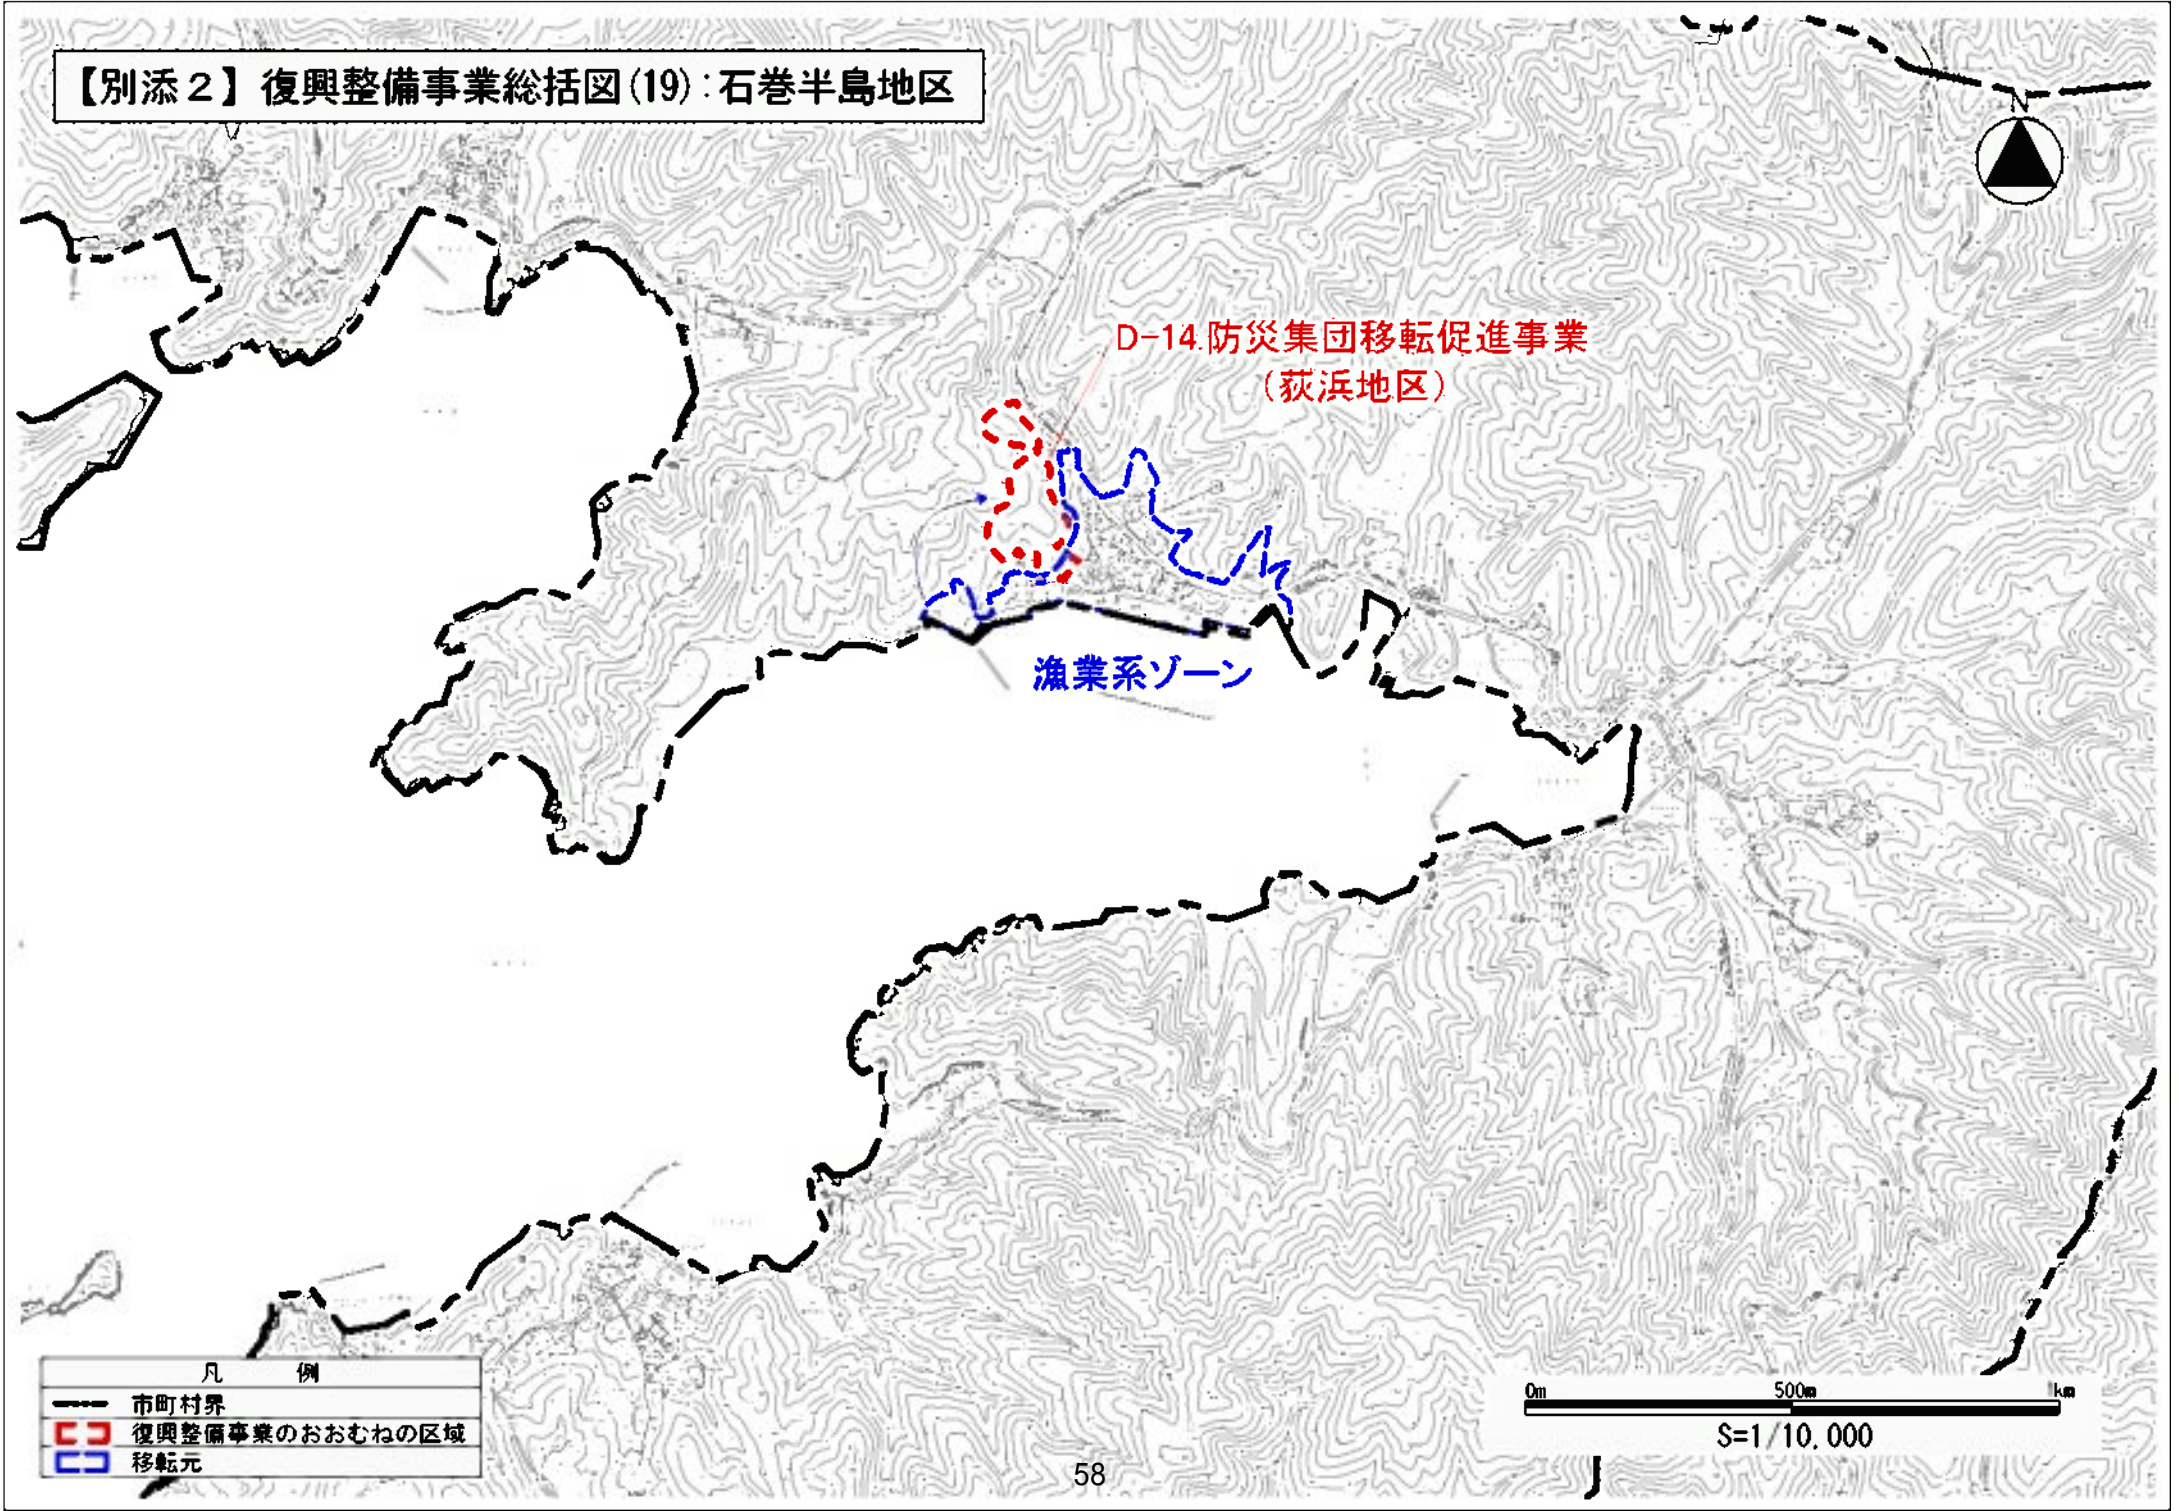 【別添２】復興整備事業総括図(19):石巻半島地区
N
D-14.防災集団移転促進事業
（荻浜地区）
漁業系ゾーン
凡 例
市町村界
復興整備事業のおおむねの区域
移転元
0m 500m 1km
S=1/10,000
58